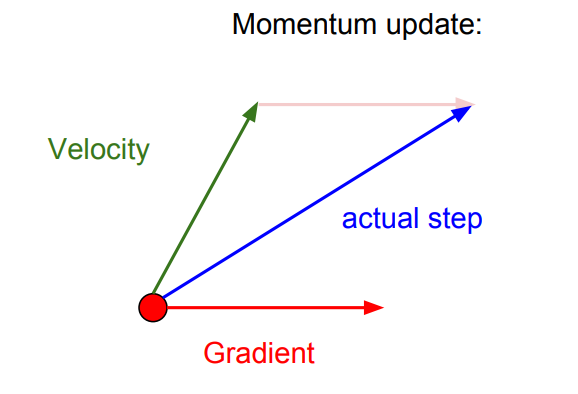 Momentum update:
Velocity
actual step
Gradient